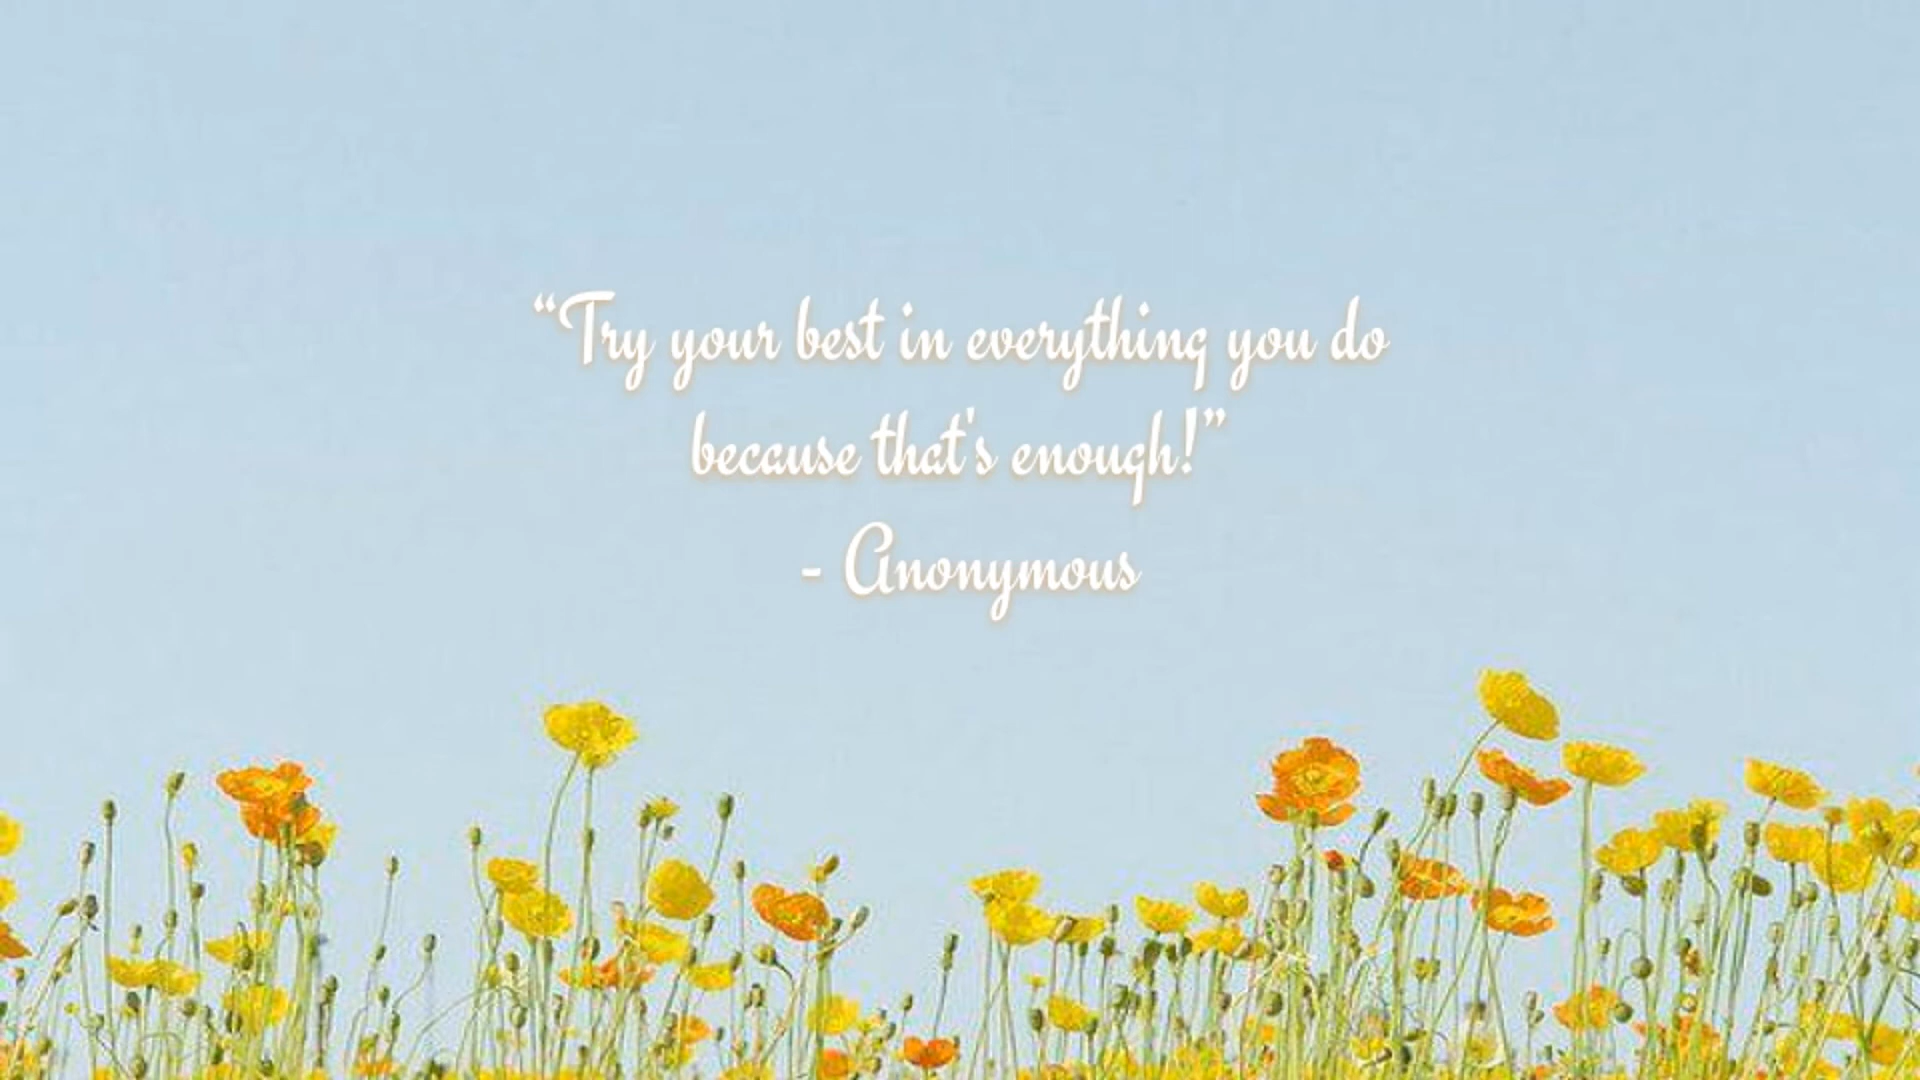 “Try your best in everything you do
because that's enough!”
- Anonymous